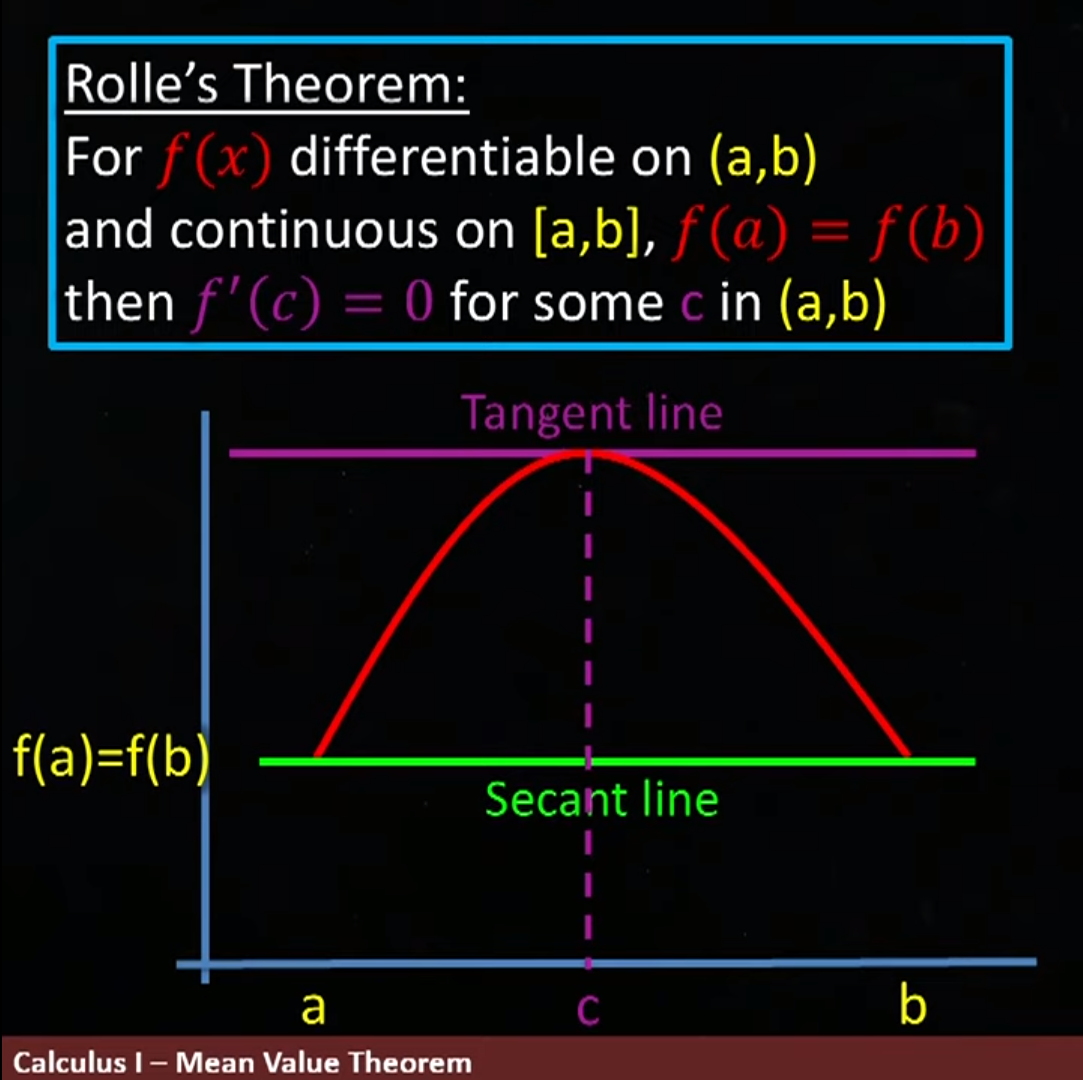 Rolle’s Theorem:
For f(x) differentiable on (a,b)
and continuous on [a,b], f(a) = f(b)
then f′(c) = 0 for some c in (a,b)
Tangent line
f(a)=f(b)
Secant line
a c b
Calculus I – Mean Value Theorem